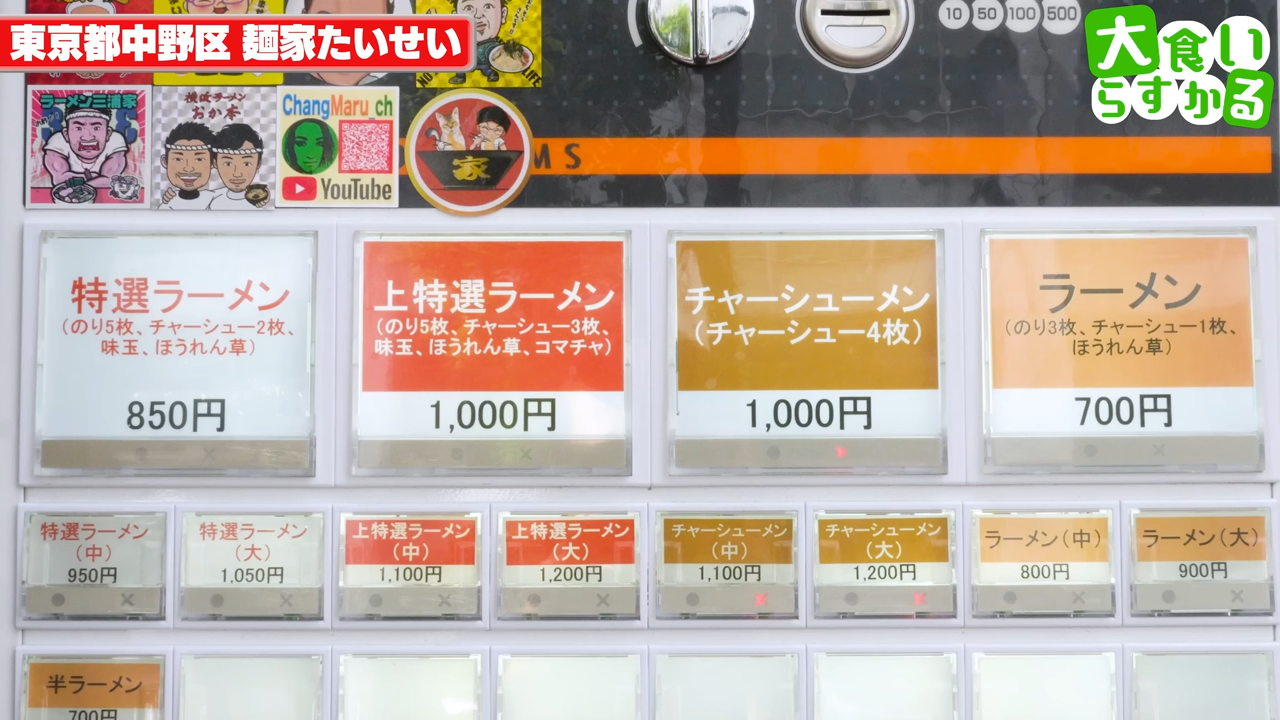 東京都中野区 麺家たいせい
大食い
らすかる
10 50 100 500
ラーメン三浦家
横浜ラーメン
おか本
ChangMaru_ch
YouTube
家
MS
特選ラーメン
(のり5枚、チャーシュー2枚、
味玉、ほうれん草)
850円
上特選ラーメン
(のり5枚、チャーシュー3枚、
味玉、ほうれん草、コマチャ)
1,000円
チャーシューメン
(チャーシュー4枚)
1,000円
ラーメン
(のり3枚、チャーシュー1枚、
ほうれん草)
700円
特選ラーメン
(中)
950円
特選ラーメン
(大)
1,050円
上特選ラーメン
(中)
1,100円
上特選ラーメン
(大)
1,200円
チャーシューメン
(中)
1,100円
チャーシューメン
(大)
1,200円
ラーメン(中)
800円
ラーメン(大)
900円
半ラーメン
700円